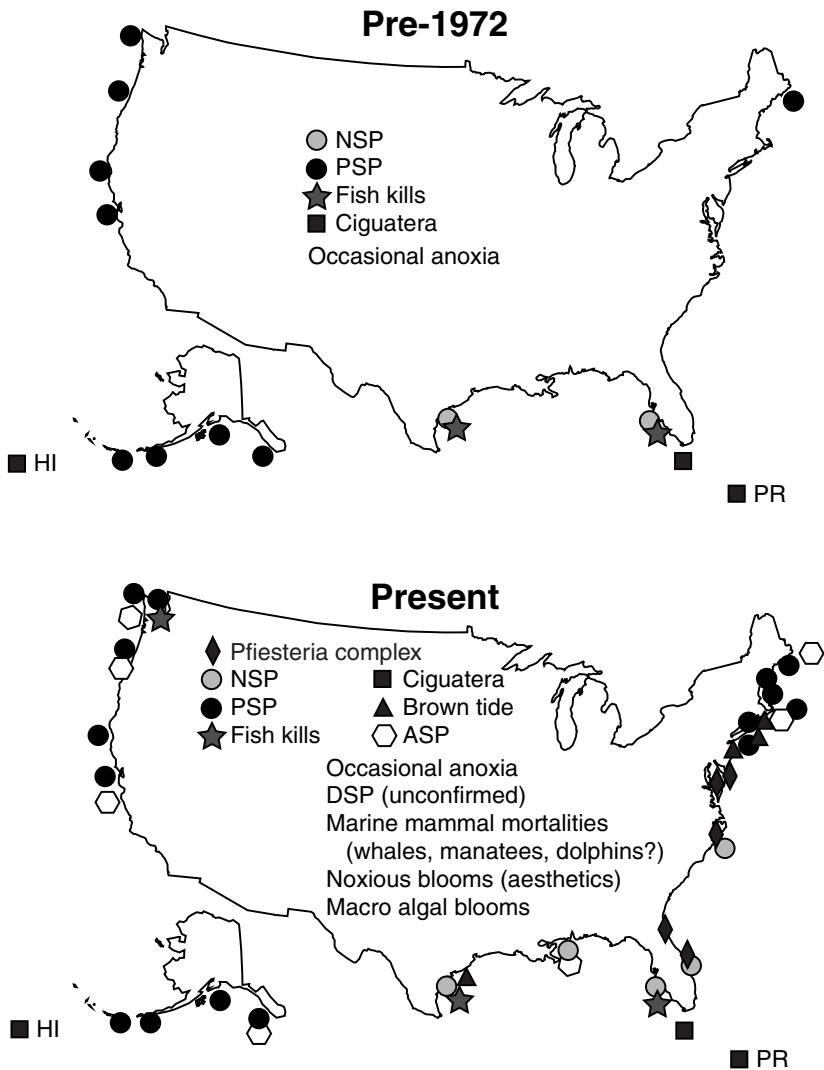 Pre-1972
NSP
PSP
Fish kills
Ciguatera
Occasional anoxia
HI
PR
Present
Pfiesteria complex
NSP
Ciguatera
PSP
Brown tide
Fish kills
ASP
Occasional anoxia
DSP (unconfirmed)
Marine mammal mortalities
(whales, manatees, dolphins?)
Noxious blooms (aesthetics)
Macro algal blooms
HI
PR